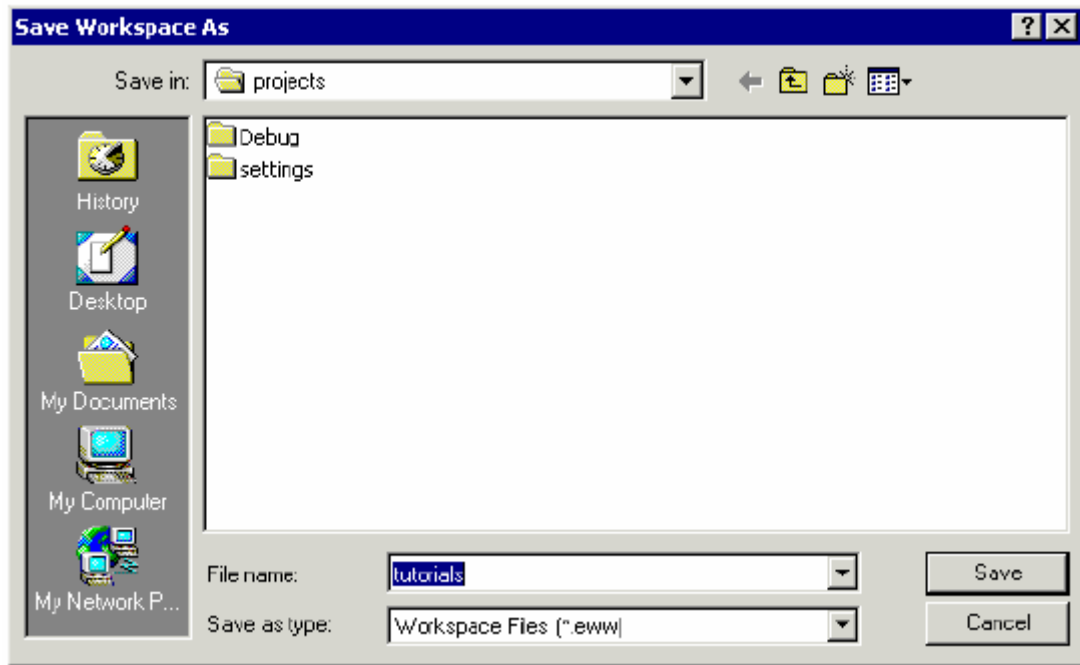 Save Workspace As
Save in: projects
Debug
settings
History
Desktop
My Documents
My Computer
My Network P...
File name: tutorials Save
Save as type: Workspace Files (*.eww| Cancel